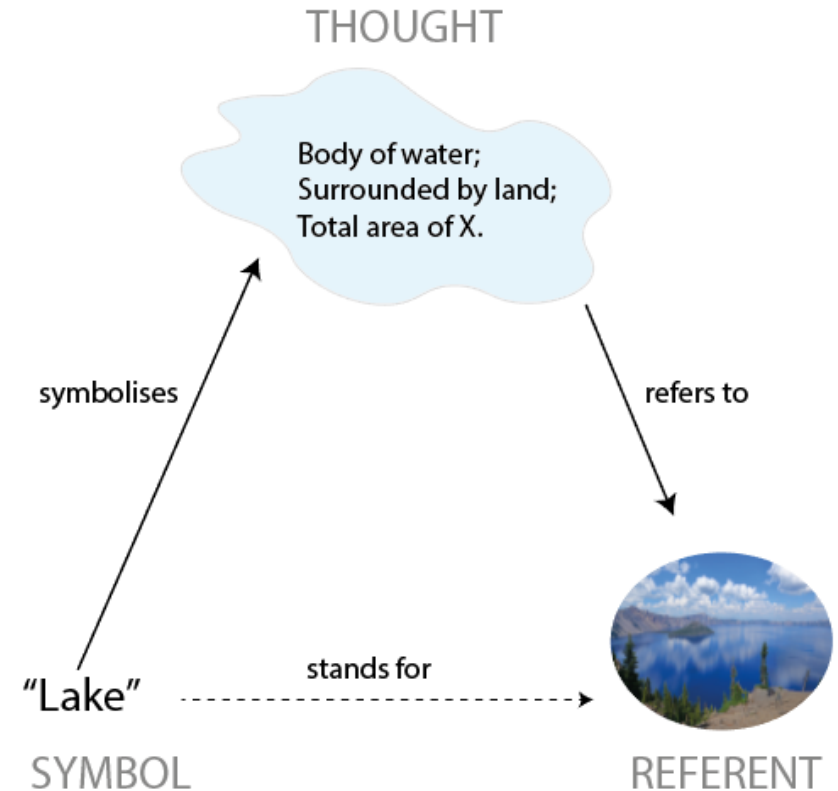 THOUGHT
Body of water;
Surrounded by land;
Total area of X.
symbolises
refers to
stands for
“Lake”
SYMBOL
REFERENT